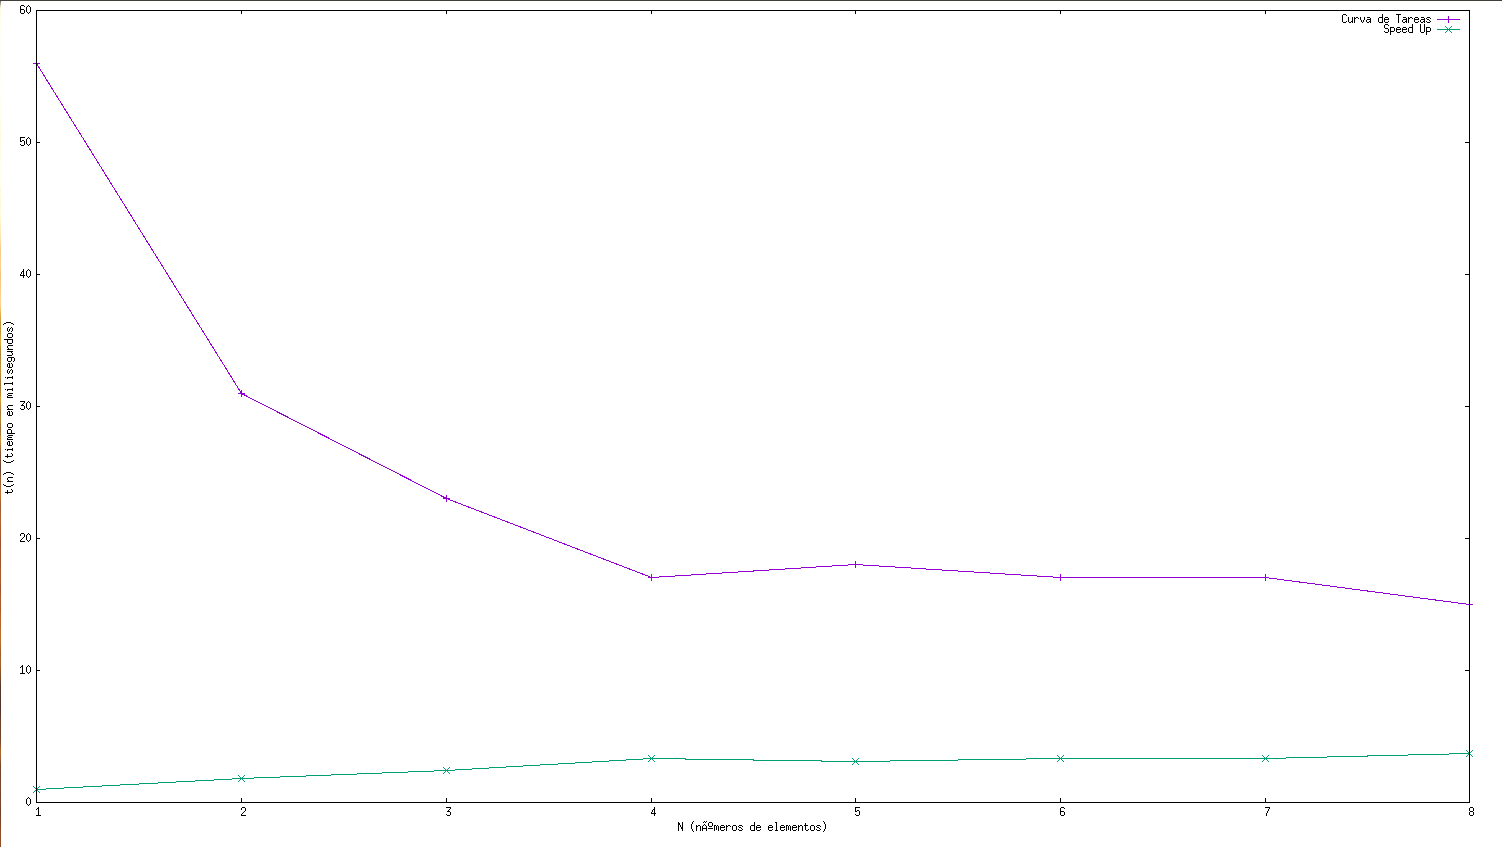 60
Curva de Tareas
Speed Up
50
40
30
20
10
0
t(n) (tiempo en milisegundos)
1 2 3 4 5 6 7 8
N (nÃºmeros de elementos)